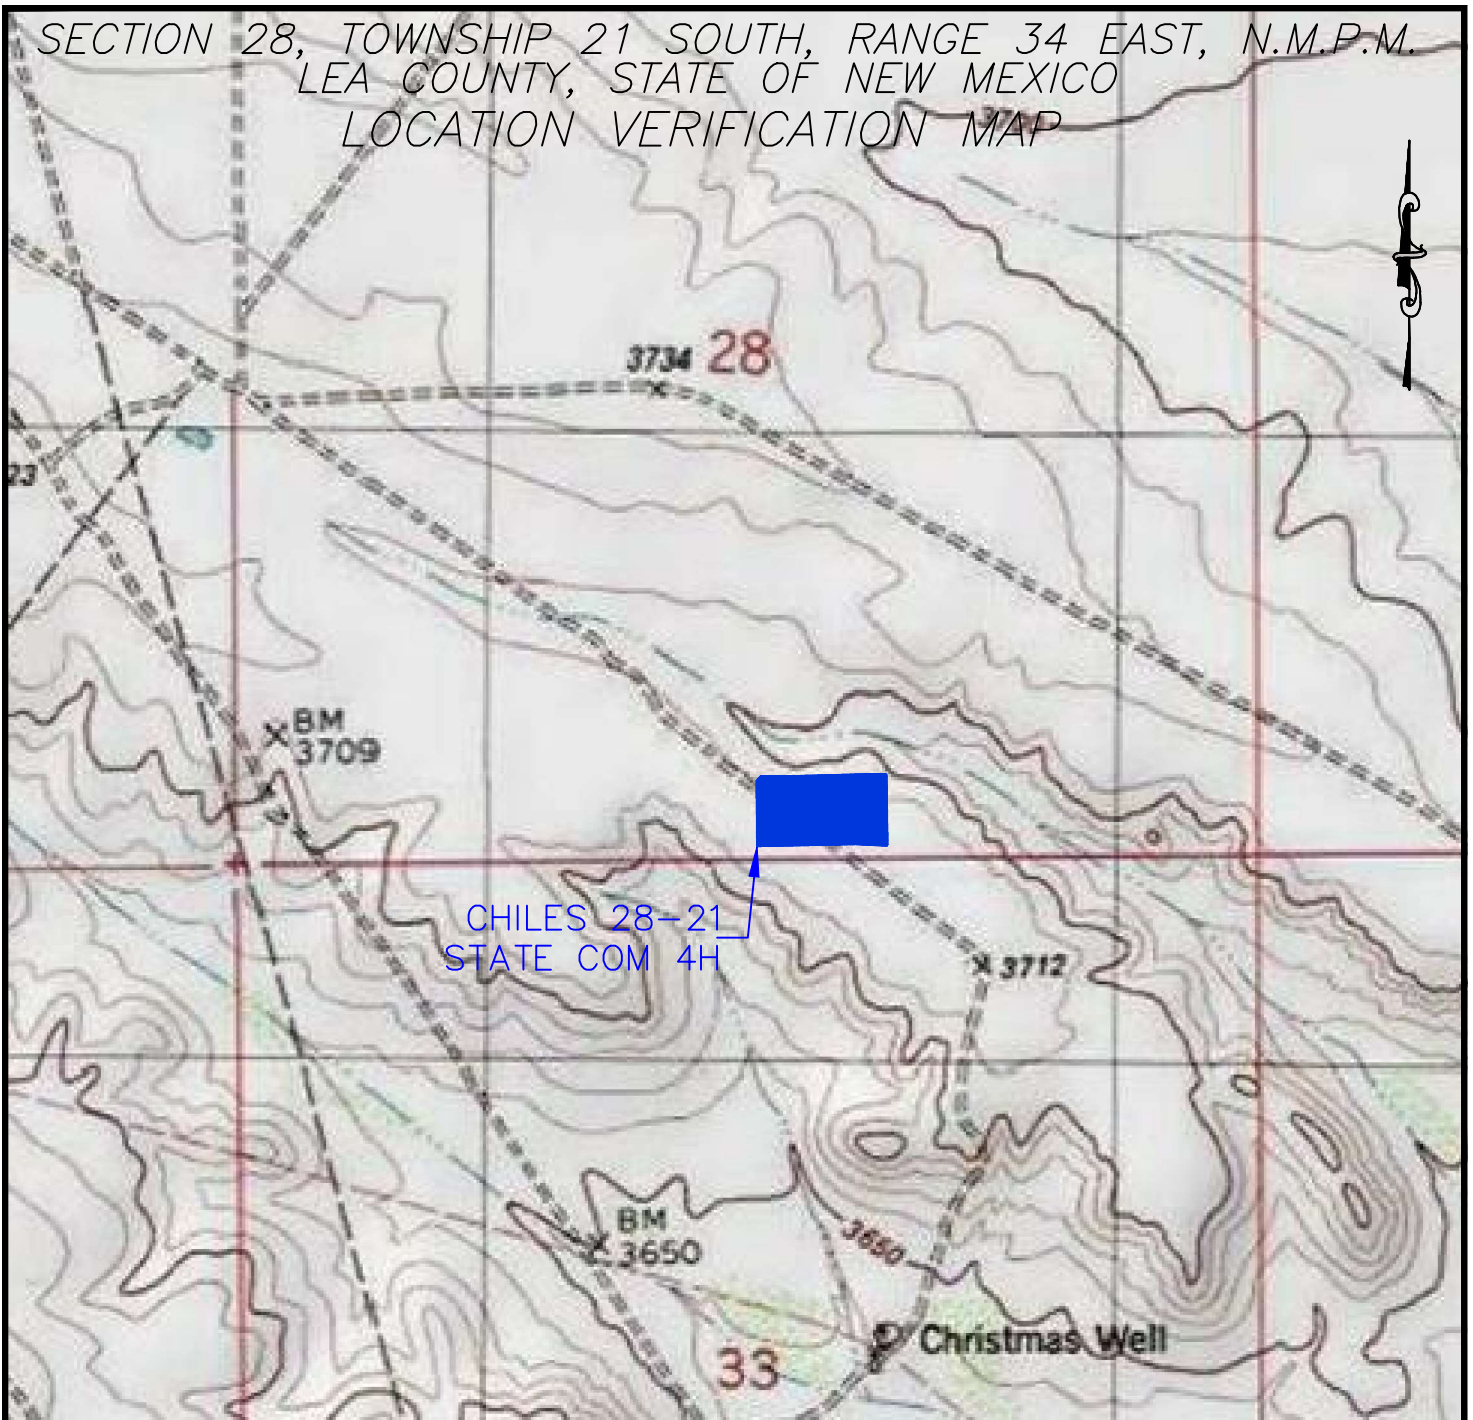 SECTION 28, TOWNSHIP 21 SOUTH, RANGE 34 EAST, N.M.P.M.
LEA COUNTY, STATE OF NEW MEXICO
LOCATION VERIFICATION MAP
3734
28
23
BM
3709
CHILES 28-21
STATE COM 4H
3712
BM
3650
3650
Christmas Well
33